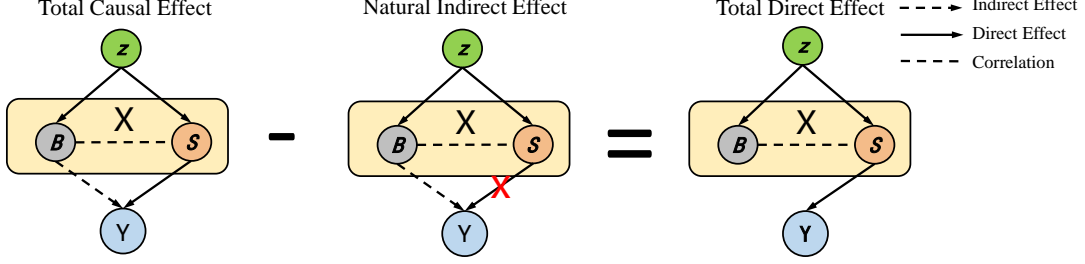 Total Causal Effect
Natural Indirect Effect
Total Direct Effect
Indirect Effect
Direct Effect
Correlation
z
X
B
S
Y
z
X
B
S
X
Y
z
X
B
S
Y